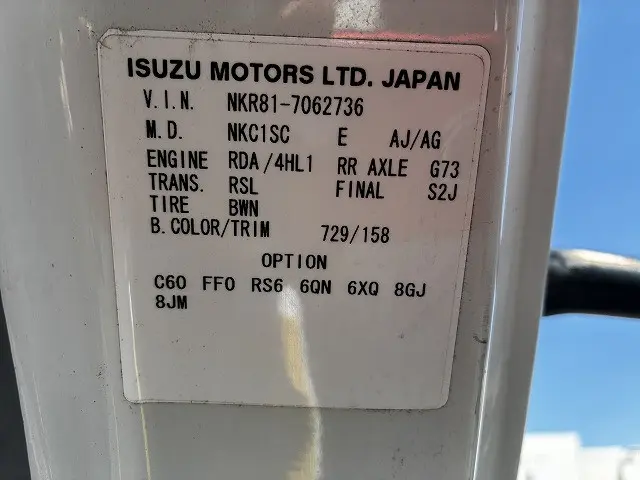 ISUZU MOTORS LTD. JAPAN
V.I.N. NKR81-7062736
M.D. NKC1SC E AJ/AG
ENGINE RDA/4HL1 RR AXLE G73
TRANS. RSL FINAL S2J
TIRE BWN
B.COLOR/TRIM 729/158
OPTION
C60 FF0 RS6 6QN 6XQ 8GJ
8JM